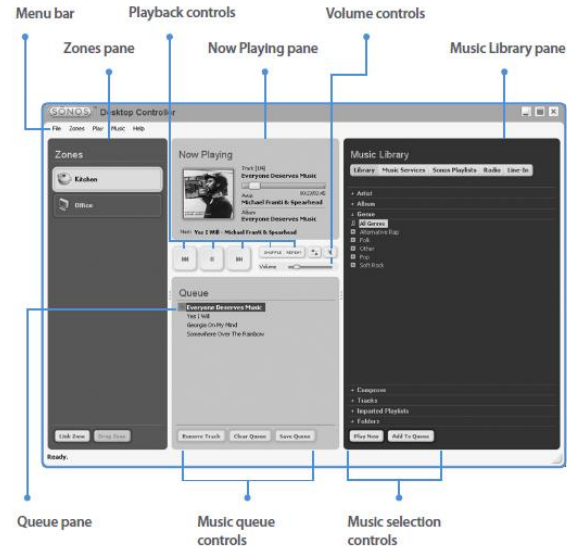 Menu bar
Playback controls
Volume controls
Zones pane
Now Playing pane
Music Library pane
SONOS™ Desktop Controller
File Zones Play Music Help
Zones
Kitchen
Office
Now Playing
Track [1/4]
Everyone Deserves Music
Artist
Michael Franti & Spearhead
Album
Everyone Deserves Music
Next: Yes I Will - Michael Franti & Spearhead
SHUFFLE REPEAT
Volume
Queue
Everyone Deserves Music
Yes I Will
Georgia On My Mind
Somewhere Over The Rainbow
Music Library
Library Music Services Sonos Playlists Radio Line-In
+ Artist
+ Album
Genre
All Genres
Alternative Rap
Folk
Other
Pop
Soft Rock
+ Composer
+ Tracks
+ Imported Playlists
+ Folders
Link Zone Drop Zone
Remove Track Clear Queue Save Queue
Play Now Add To Queue
Ready.
Queue pane
Music queue
controls
Music selection
controls